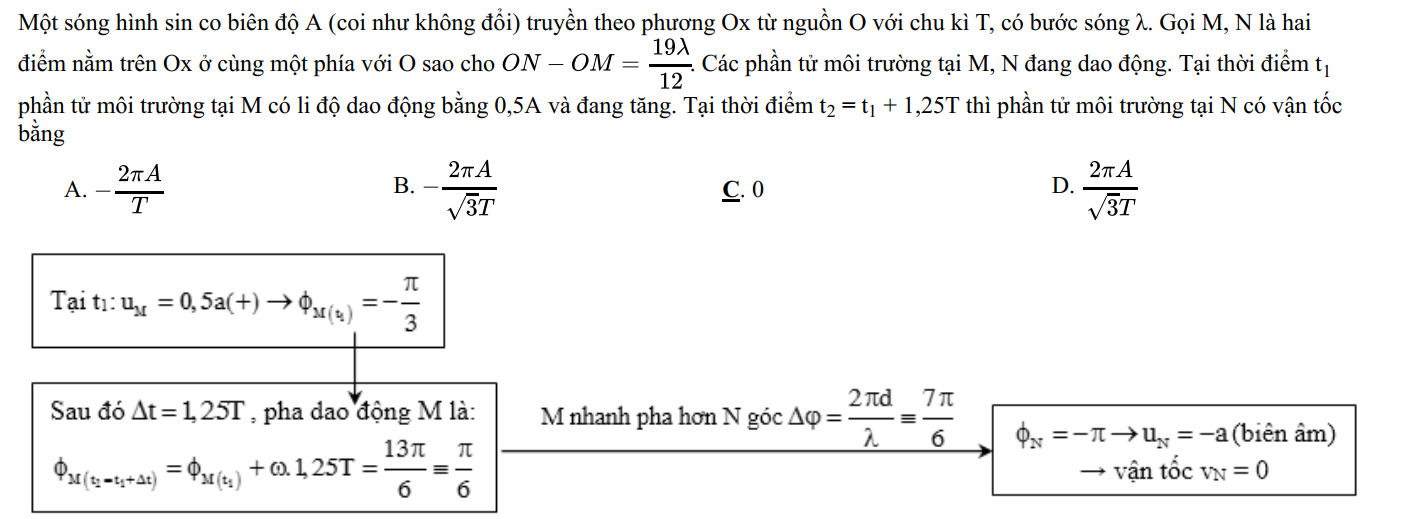 Một sóng hình sin co biên độ A (coi như không đổi) truyền theo phương Ox từ nguồn O với chu kì T, có bước sóng λ. Gọi M, N là hai
điểm nằm trên Ox ở cùng một phía với O sao cho $ON - OM = \frac{19\lambda}{12}$. Các phần tử môi trường tại M, N đang dao động. Tại thời điểm t₁
phần tử môi trường tại M có li độ dao động bằng 0,5A và đang tăng. Tại thời điểm t₂ = t₁ + 1,25T thì phần tử môi trường tại N có vận tốc
bằng
A. $-\frac{2\pi A}{T}$ B. $-\frac{2\pi A}{\sqrt{3}T}$ C. 0 D. $\frac{2\pi A}{\sqrt{3}T}$
Tại t₁: $u_M = 0,5a(+) \to \phi_{M(t_1)} = -\frac{\pi}{3}$
Sau đó Δt = 1,25T , pha dao động M là:
$\phi_{M(t_2=t_1+\Delta t)} = \phi_{M(t_1)} + \omega.1,25T = \frac{13\pi}{6} \equiv \frac{\pi}{6}$
M nhanh pha hơn N góc $\Delta\varphi = \frac{2\pi d}{\lambda} \equiv \frac{7\pi}{6}$
$\phi_N = -\pi \to u_N = -a$ (biên âm)
→ vận tốc $v_N = 0$